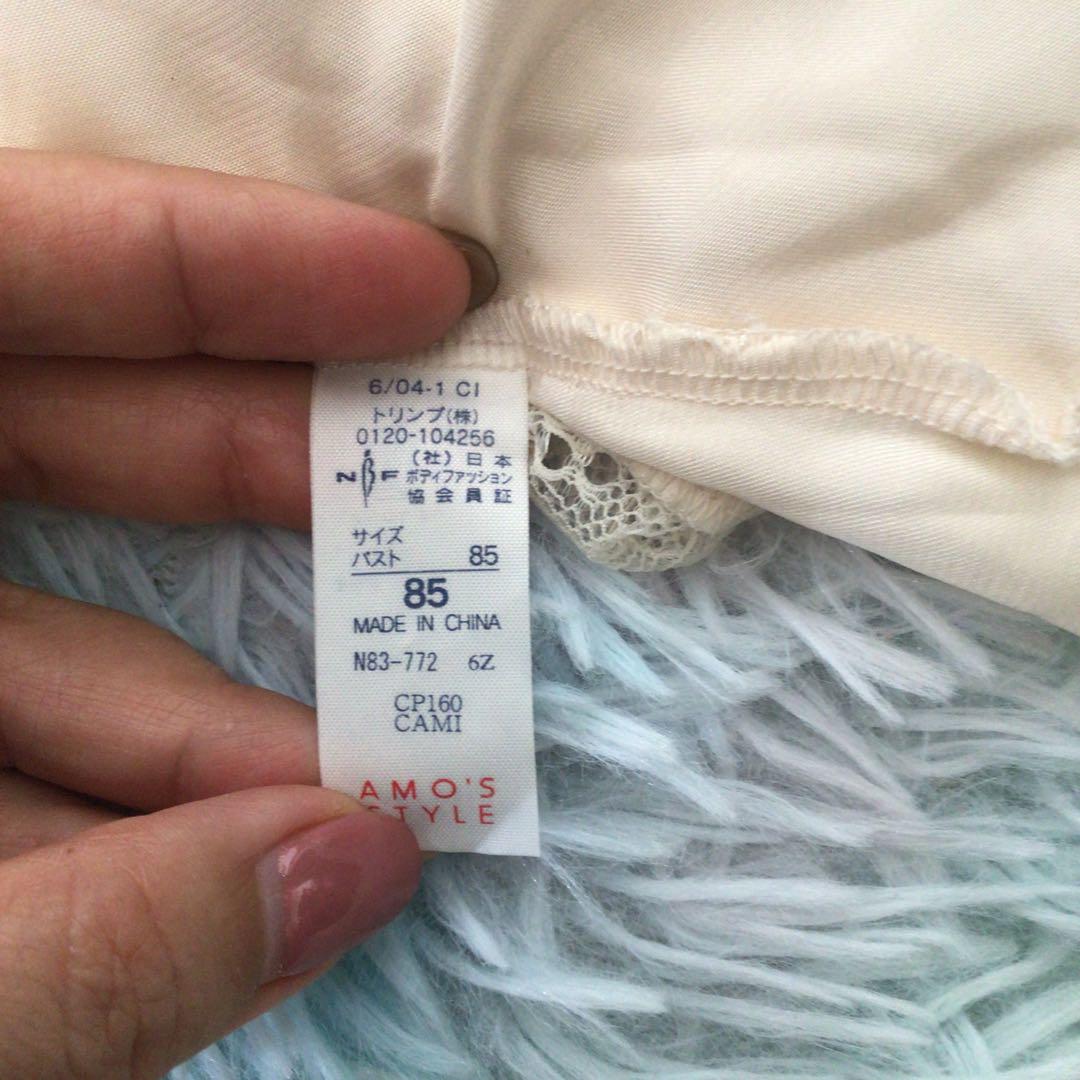 6/04-1 CI
トリンプ(株)
0120-104256
NBF
(社)日本
ボディファッション
協会員証
サイズ
バスト 85
85
MADE IN CHINA
N83-772 6Z
CP160
CAMI
AMO'S
STYLE